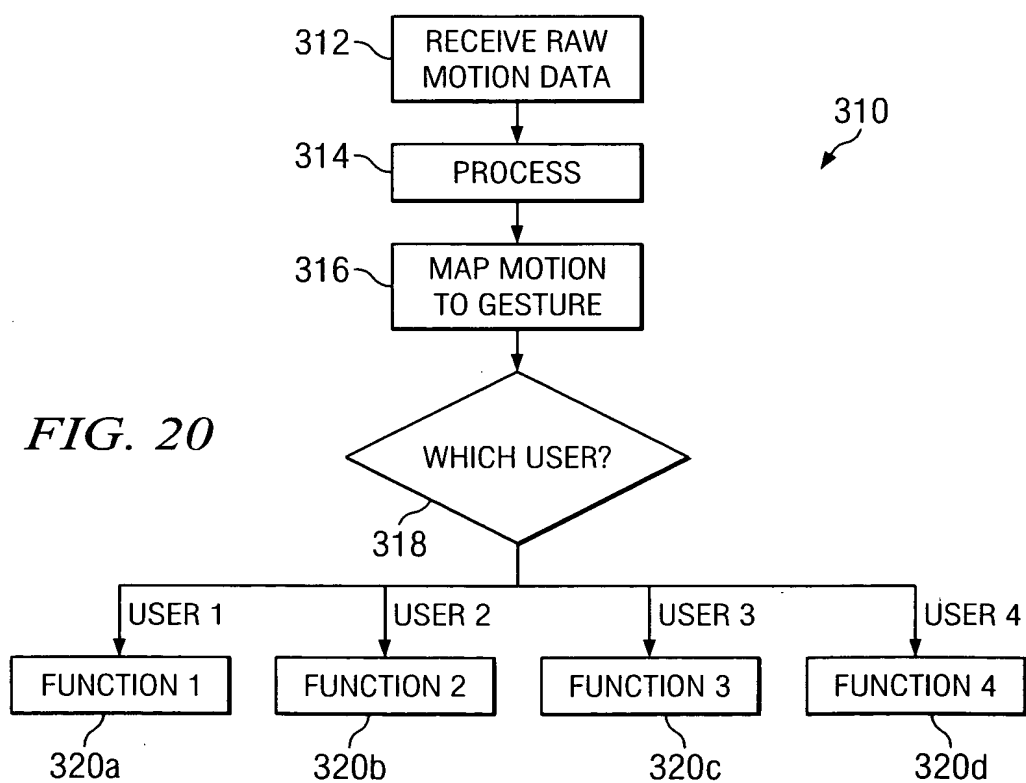 312
RECEIVE RAW
MOTION DATA
310
314
PROCESS
316
MAP MOTION
TO GESTURE
FIG. 20
WHICH USER?
318
USER 1
USER 2
USER 3
USER 4
FUNCTION 1
FUNCTION 2
FUNCTION 3
FUNCTION 4
320a
320b
320c
320d